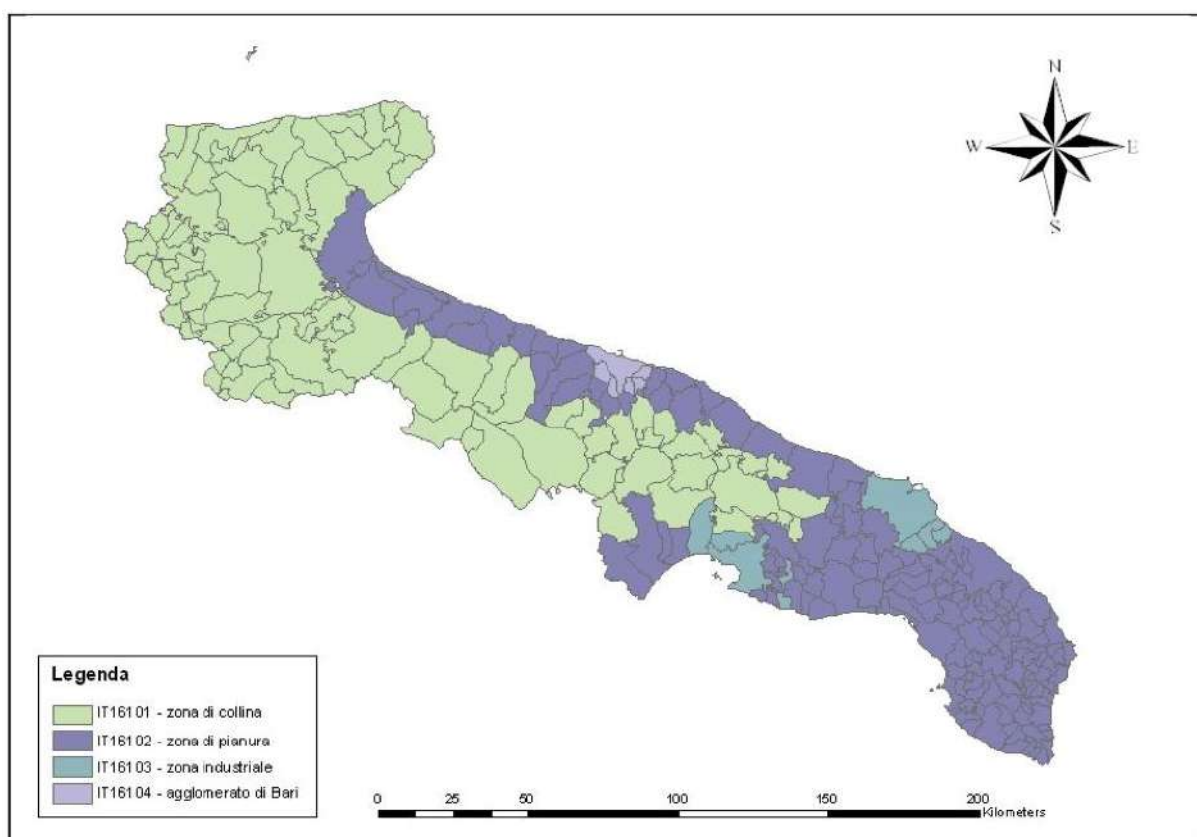 N
W E
S
Legenda
IT16101 - zona di collina
IT16102 - zona di pianura
IT16103 - zona industriale
IT16104 - agglomerato di Bari
0 25 50 100 150 200
Kilometers